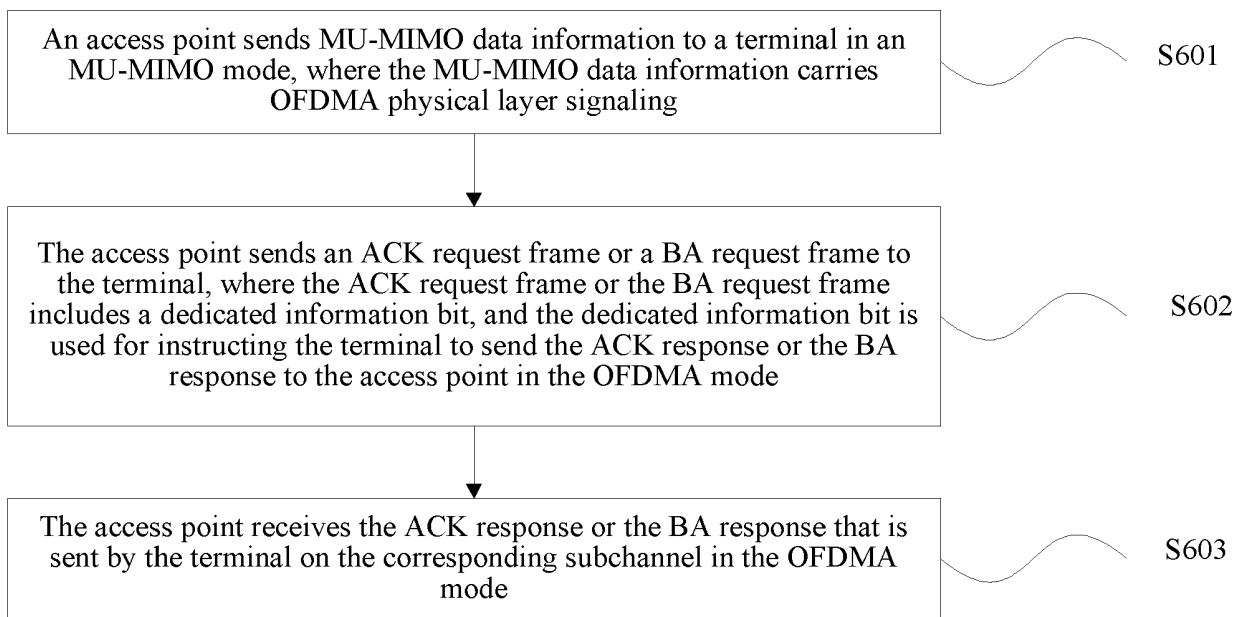 An access point sends MU-MIMO data information to a terminal in an
MU-MIMO mode, where the MU-MIMO data information carries
OFDMA physical layer signaling
S601
The access point sends an ACK request frame or a BA request frame to
the terminal, where the ACK request frame or the BA request frame
includes a dedicated information bit, and the dedicated information bit is
used for instructing the terminal to send the ACK response or the BA
response to the access point in the OFDMA mode
S602
The access point receives the ACK response or the BA response that is
sent by the terminal on the corresponding subchannel in the OFDMA
mode
S603